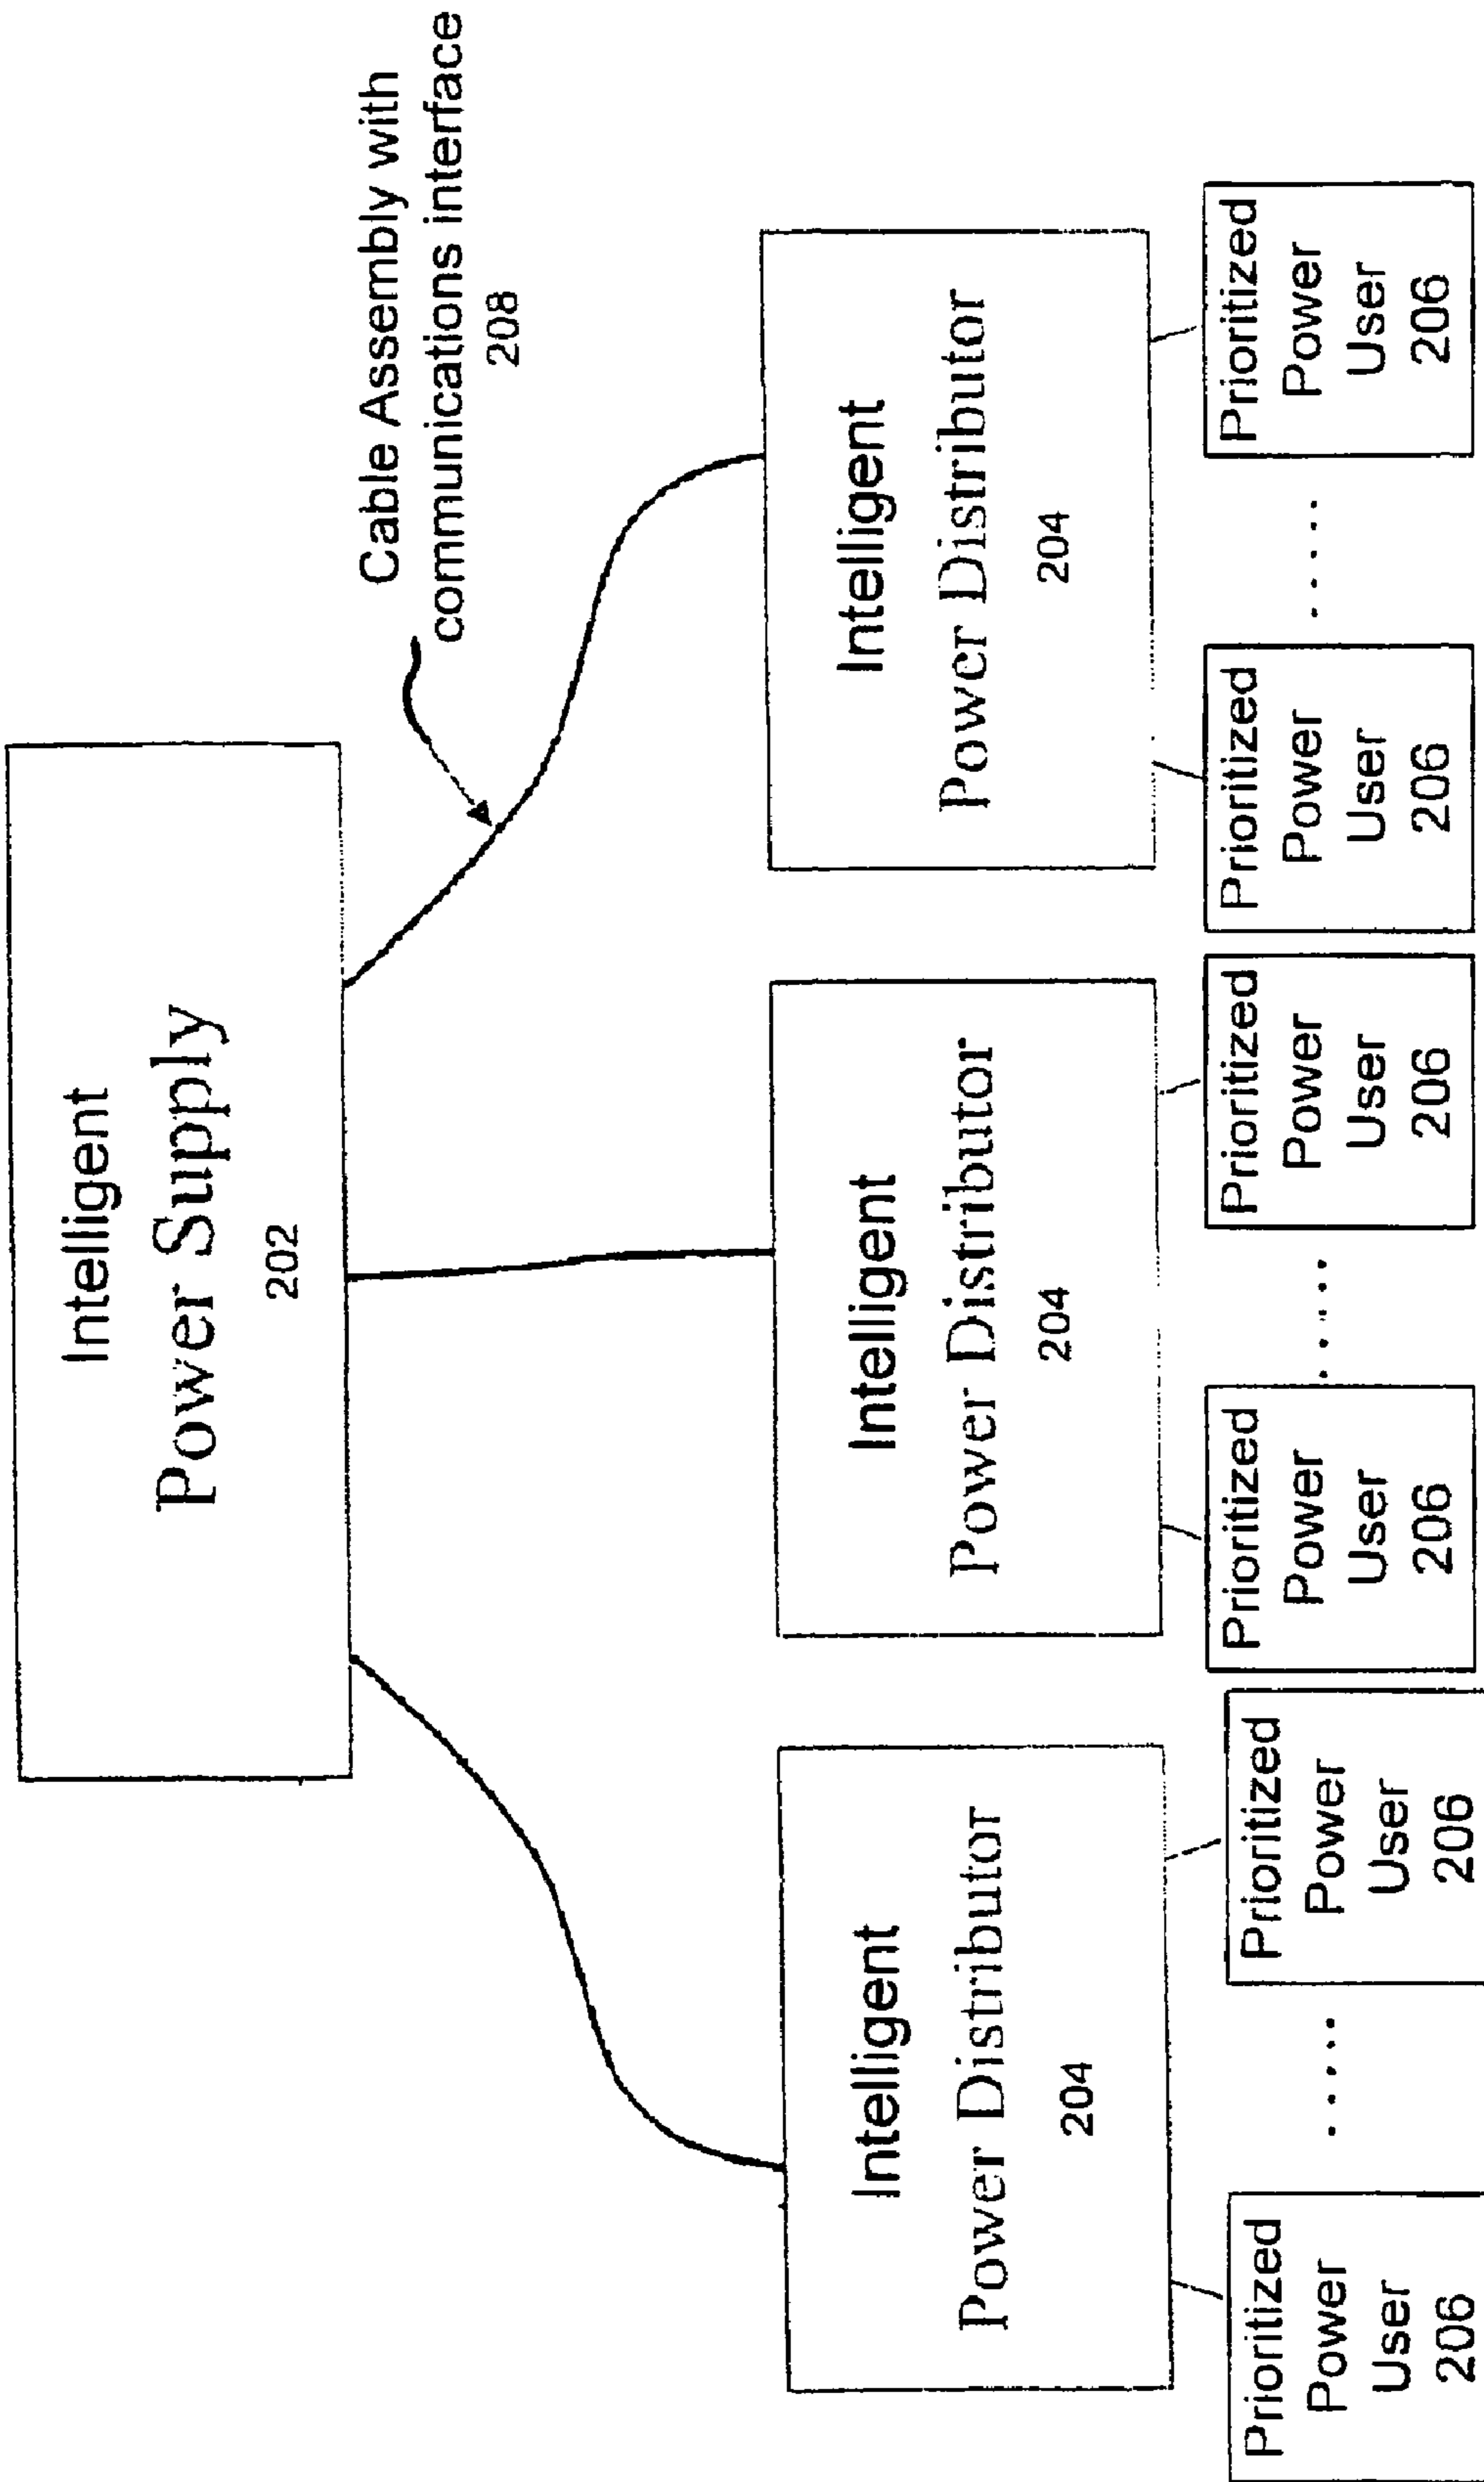 Intelligent
Power Supply
202
Cable Assembly with
communications interface
208
Intelligent
Power Distributor
204
Intelligent
Power Distributor
204
Intelligent
Power Distributor
204
Prioritized
Power
User
206
.....
Prioritized
Power
User
206
Prioritized
Power
User
206
.....
Prioritized
Power
User
206
Prioritized
Power
User
206
.....
Prioritized
Power
User
206